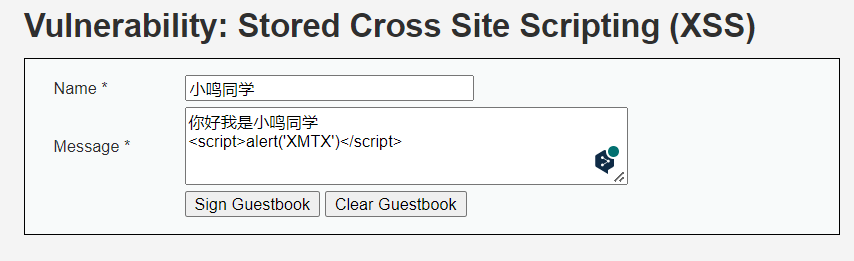 Vulnerability: Stored Cross Site Scripting (XSS)
Name * 小鸣同学
Message * 你好我是小鸣同学
<script>alert('XMTX')</script>
Sign Guestbook Clear Guestbook